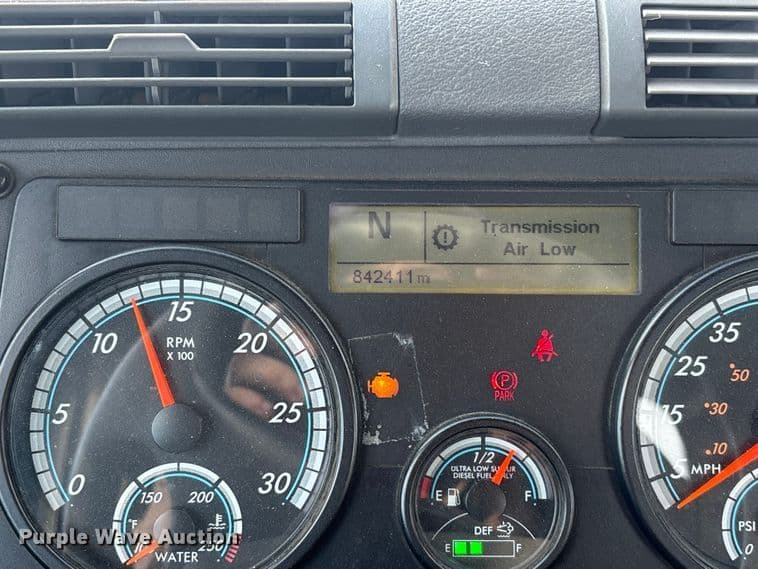 N
Transmission
Air Low
842411 mi
5
10
15
20
25
30
0
RPM
X 100
150
200
250
°F
WATER
1/2
ULTRA LOW SULFUR
DIESEL FUEL ONLY
E
F
DEF
E
F
P
PARK
35
25
15
5
50
30
10
MPH
PSI
0
Purple Wave Auction